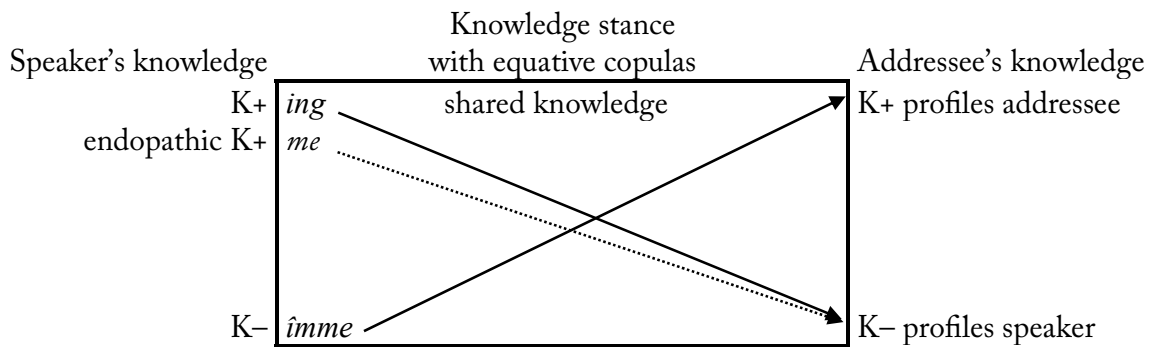 Knowledge stance
with equative copulas
Speaker’s knowledge
Addressee’s knowledge
K+ ing
shared knowledge
K+ profiles addressee
endopathic K+ me
K– îmme
K– profiles speaker